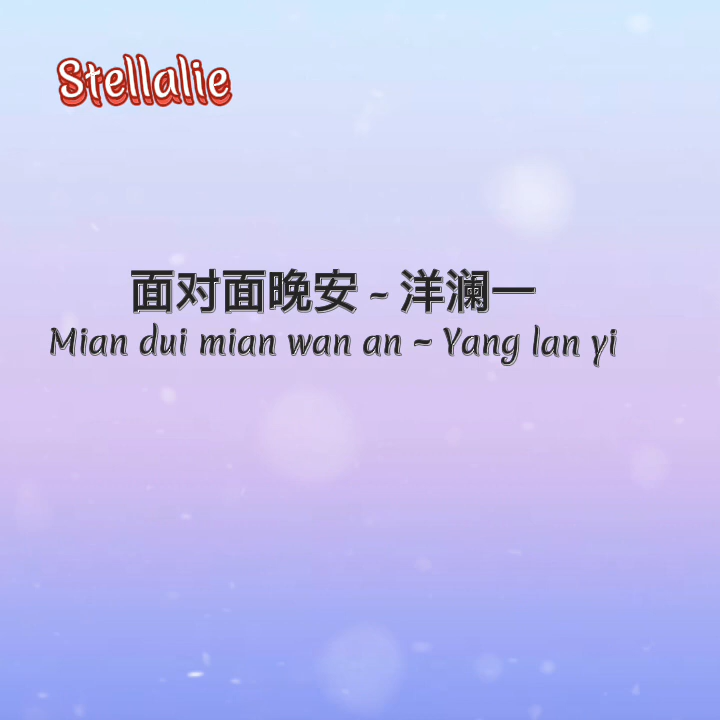 Stellalie
面对面晚安 ~ 洋澜一
Mian dui mian wan an ~ Yang lan yi